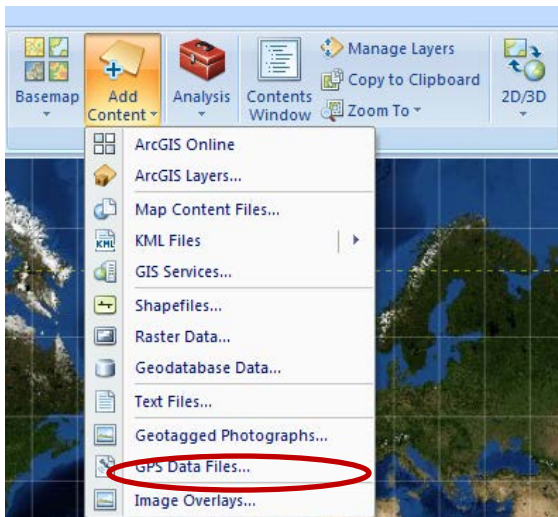 Basemap
Add Content
Analysis
Contents Window
Manage Layers
Copy to Clipboard
Zoom To
2D/3D
ArcGIS Online
ArcGIS Layers...
Map Content Files...
KML
KML Files
GIS Services...
Shapefiles...
Raster Data...
Geodatabase Data...
Text Files...
Geotagged Photographs...
GPS Data Files...
Image Overlays...